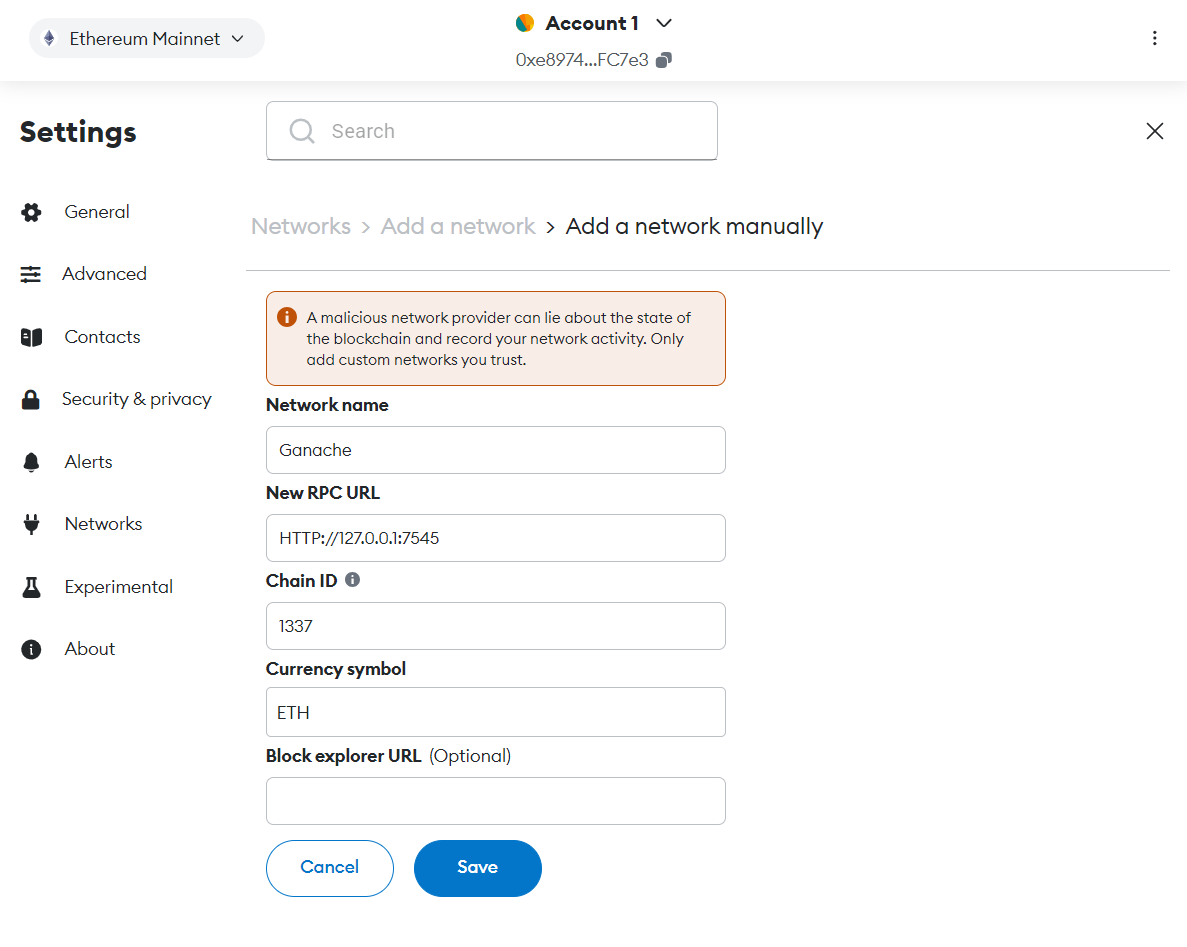 Ethereum Mainnet
Account 1
0xe8974...FC7e3
Settings
Search
General
Advanced
Contacts
Security & privacy
Alerts
Networks
Experimental
About
Networks > Add a network > Add a network manually
A malicious network provider can lie about the state of
the blockchain and record your network activity. Only
add custom networks you trust.
Network name
Ganache
New RPC URL
HTTP://127.0.0.1:7545
Chain ID
1337
Currency symbol
ETH
Block explorer URL (Optional)
Cancel
Save